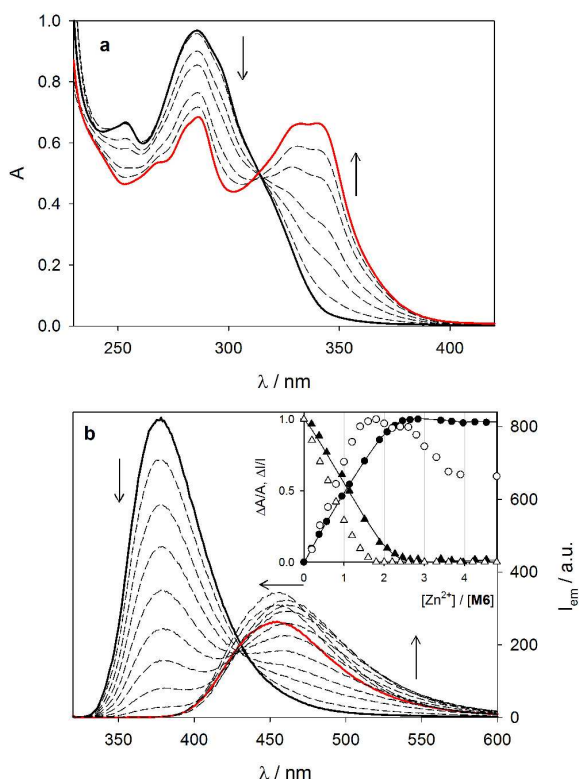 a
1.0
0.8
0.6
0.4
0.2
0.0
A
250 300 350 400
λ / nm
b
1.0
0.5
0.0
ΔA/A, ΔI/I
0 1 2 3 4
[Zn²⁺] / [M6]
800
600
400
200
0
I_em / a.u.
350 400 450 500 550 600
λ / nm